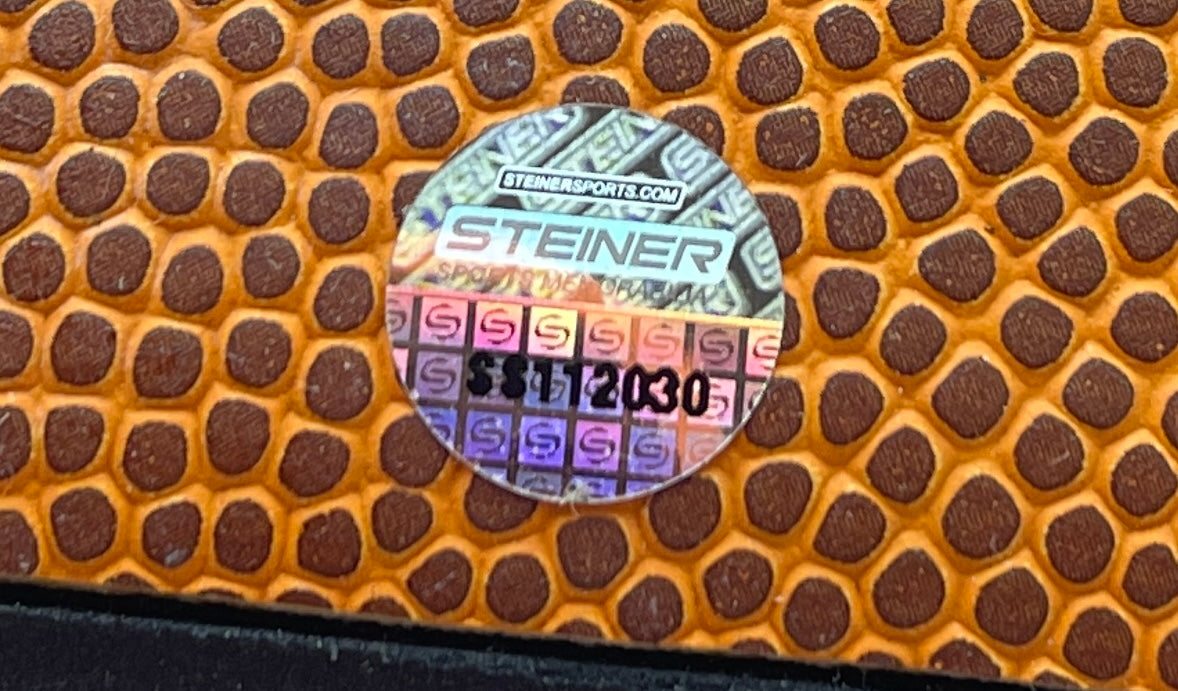 STEINERSPORTS.COM
STEINER
SPORTS MEMORABILIA
SS112030